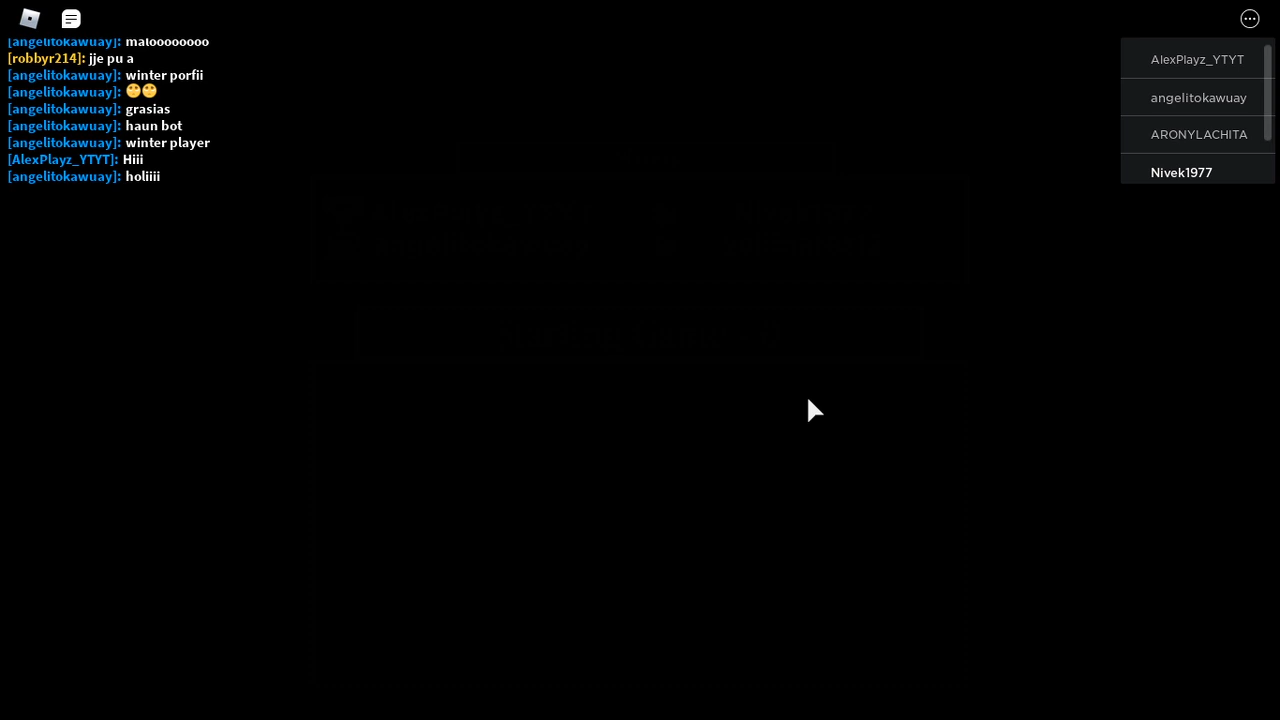 [angelitokawuay]: maloooooooo
[robbyr214]: jje pu a
[angelitokawuay]: winter porfii
[angelitokawuay]: 🙄🙄
[angelitokawuay]: grasias
[angelitokawuay]: haun bot
[angelitokawuay]: winter player
[AlexPlayz_YTYT]: Hiii
[angelitokawuay]: holiiii
AlexPlayz_YTYT
angelitokawuay
ARONYLACHITA
Nivek1977